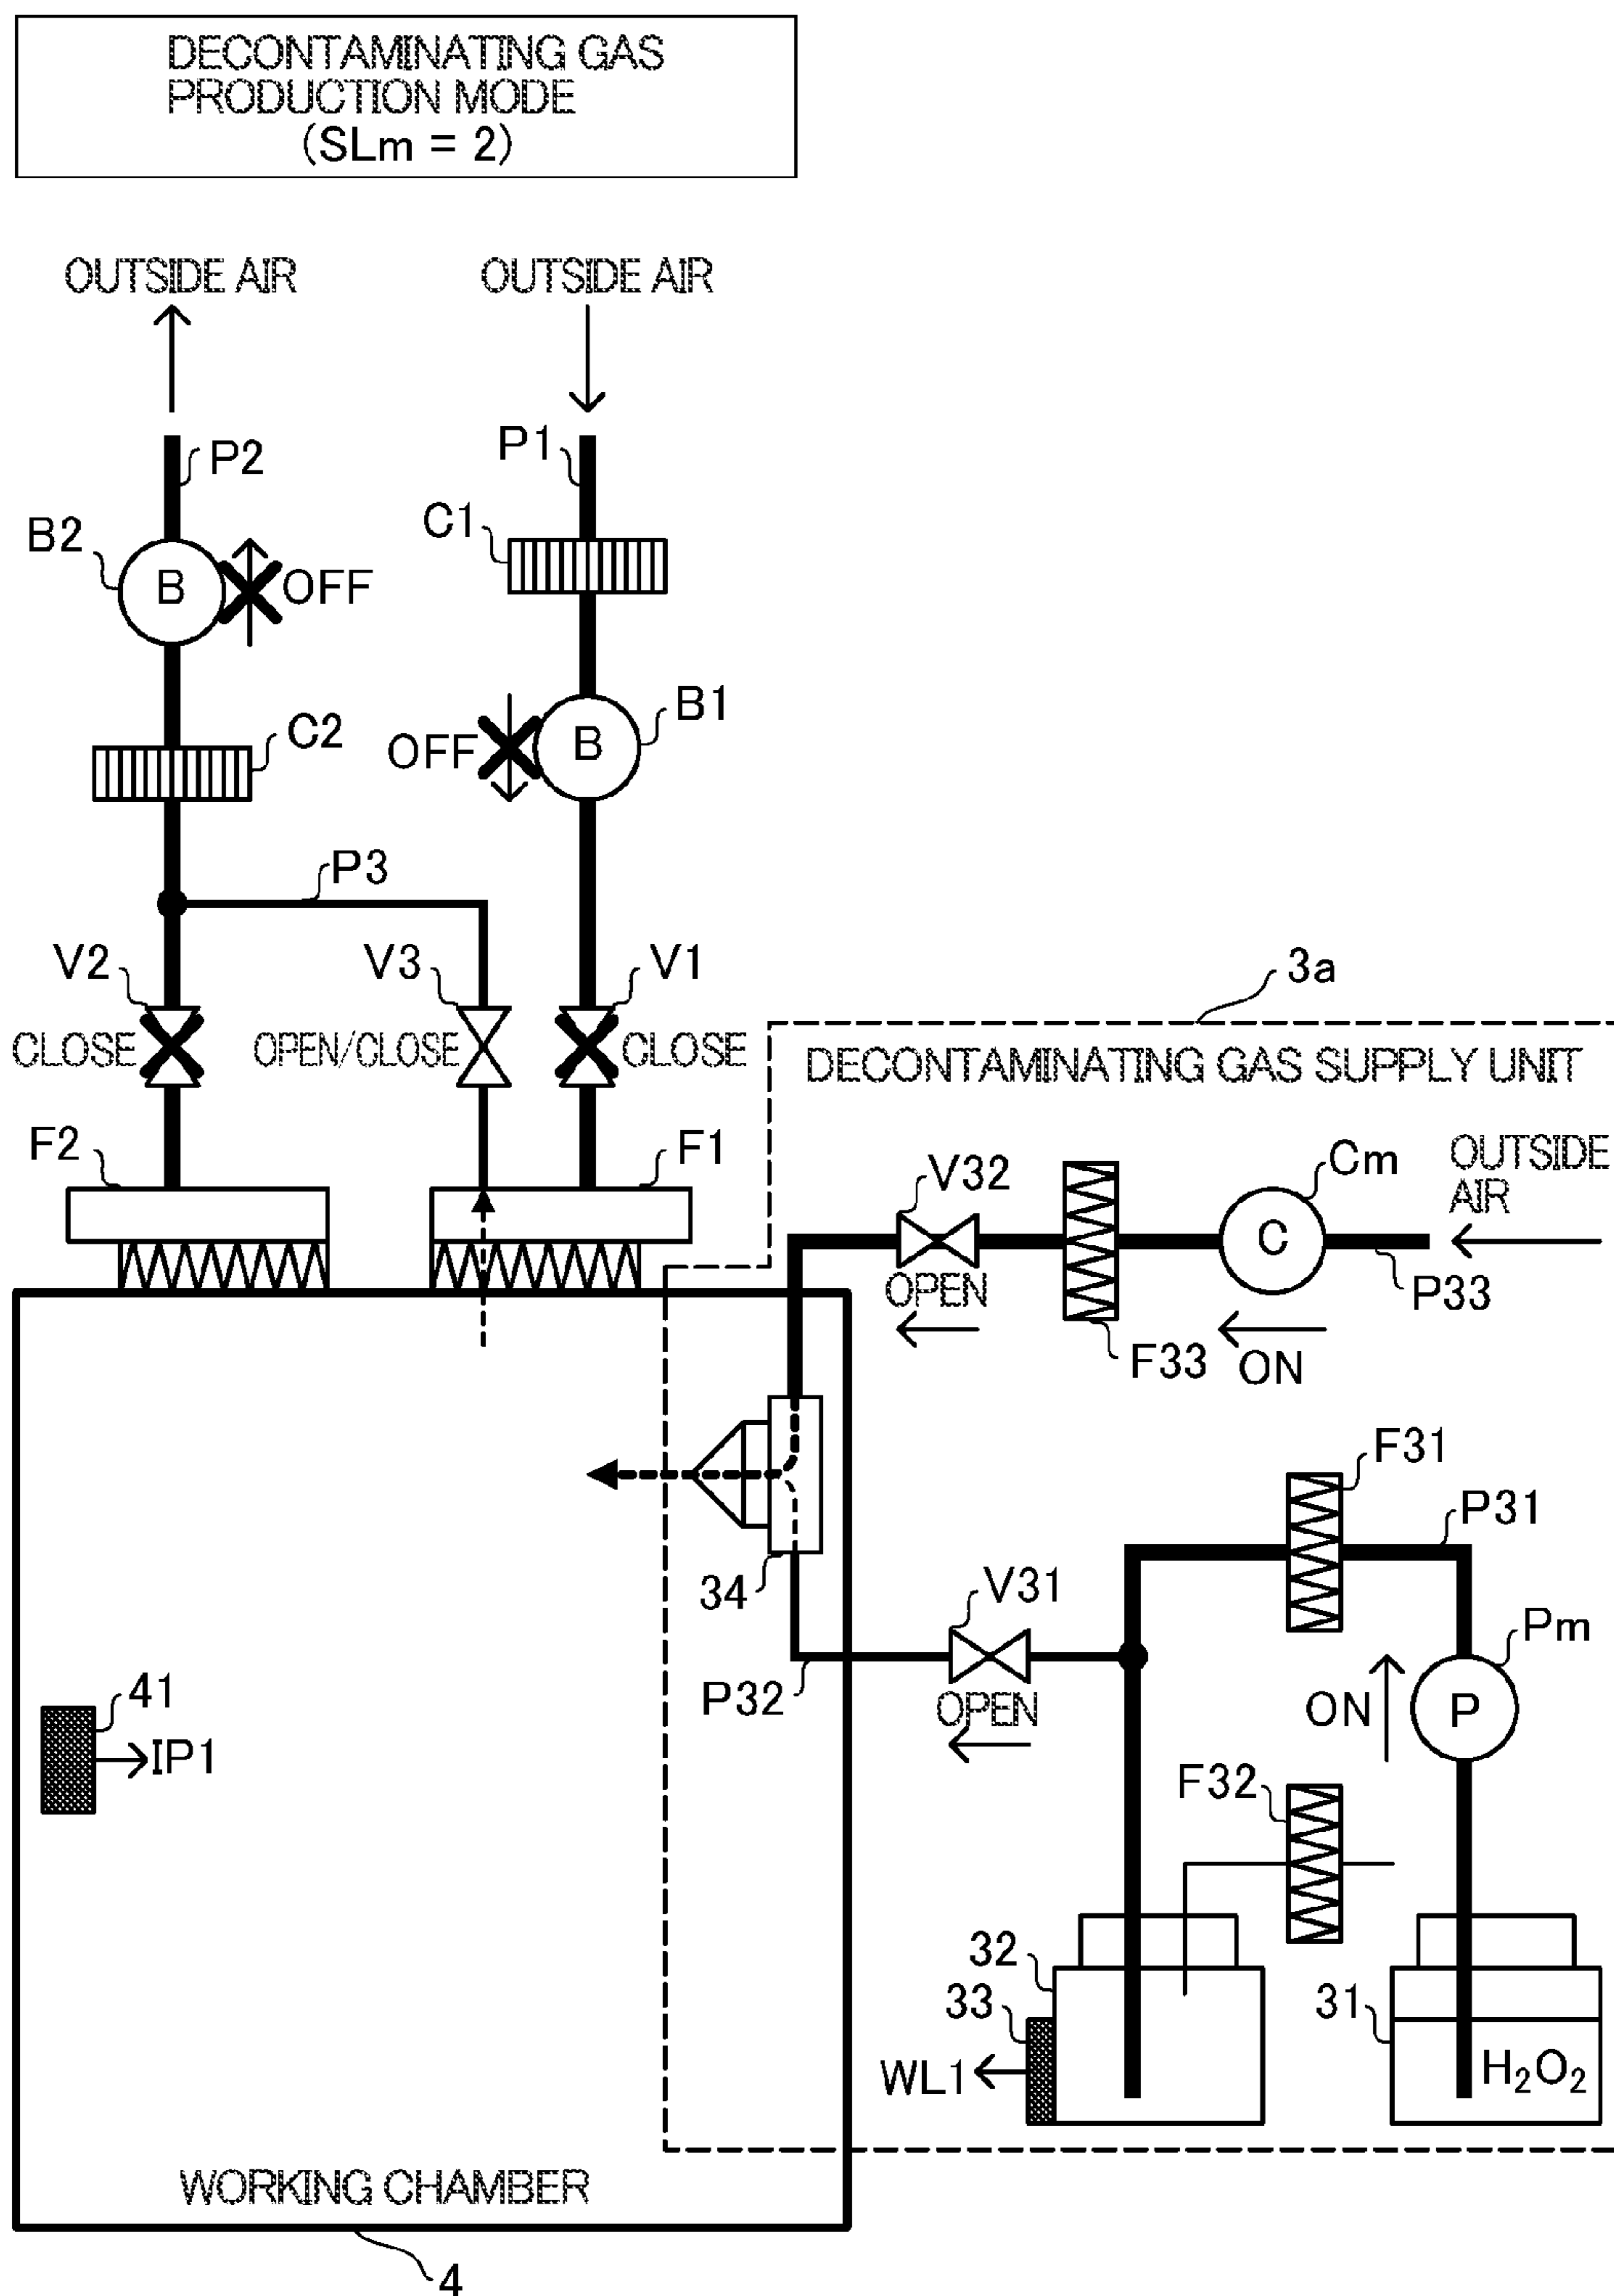 DECONTAMINATING GAS
PRODUCTION MODE
(SLm = 2)
OUTSIDE AIR
OUTSIDE AIR
P2
P1
C1
B2
B
OFF
B1
C2
OFF
B
P3
V2
V3
V1
3a
CLOSE
OPEN/CLOSE
CLOSE
DECONTAMINATING GAS SUPPLY UNIT
F2
F1
V32
Cm
OUTSIDE
AIR
C
OPEN
P33
F33
ON
F31
P31
34
V31
Pm
P32
OPEN
ON
P
41
IP1
F32
32
33
31
WL1
H₂O₂
WORKING CHAMBER
4